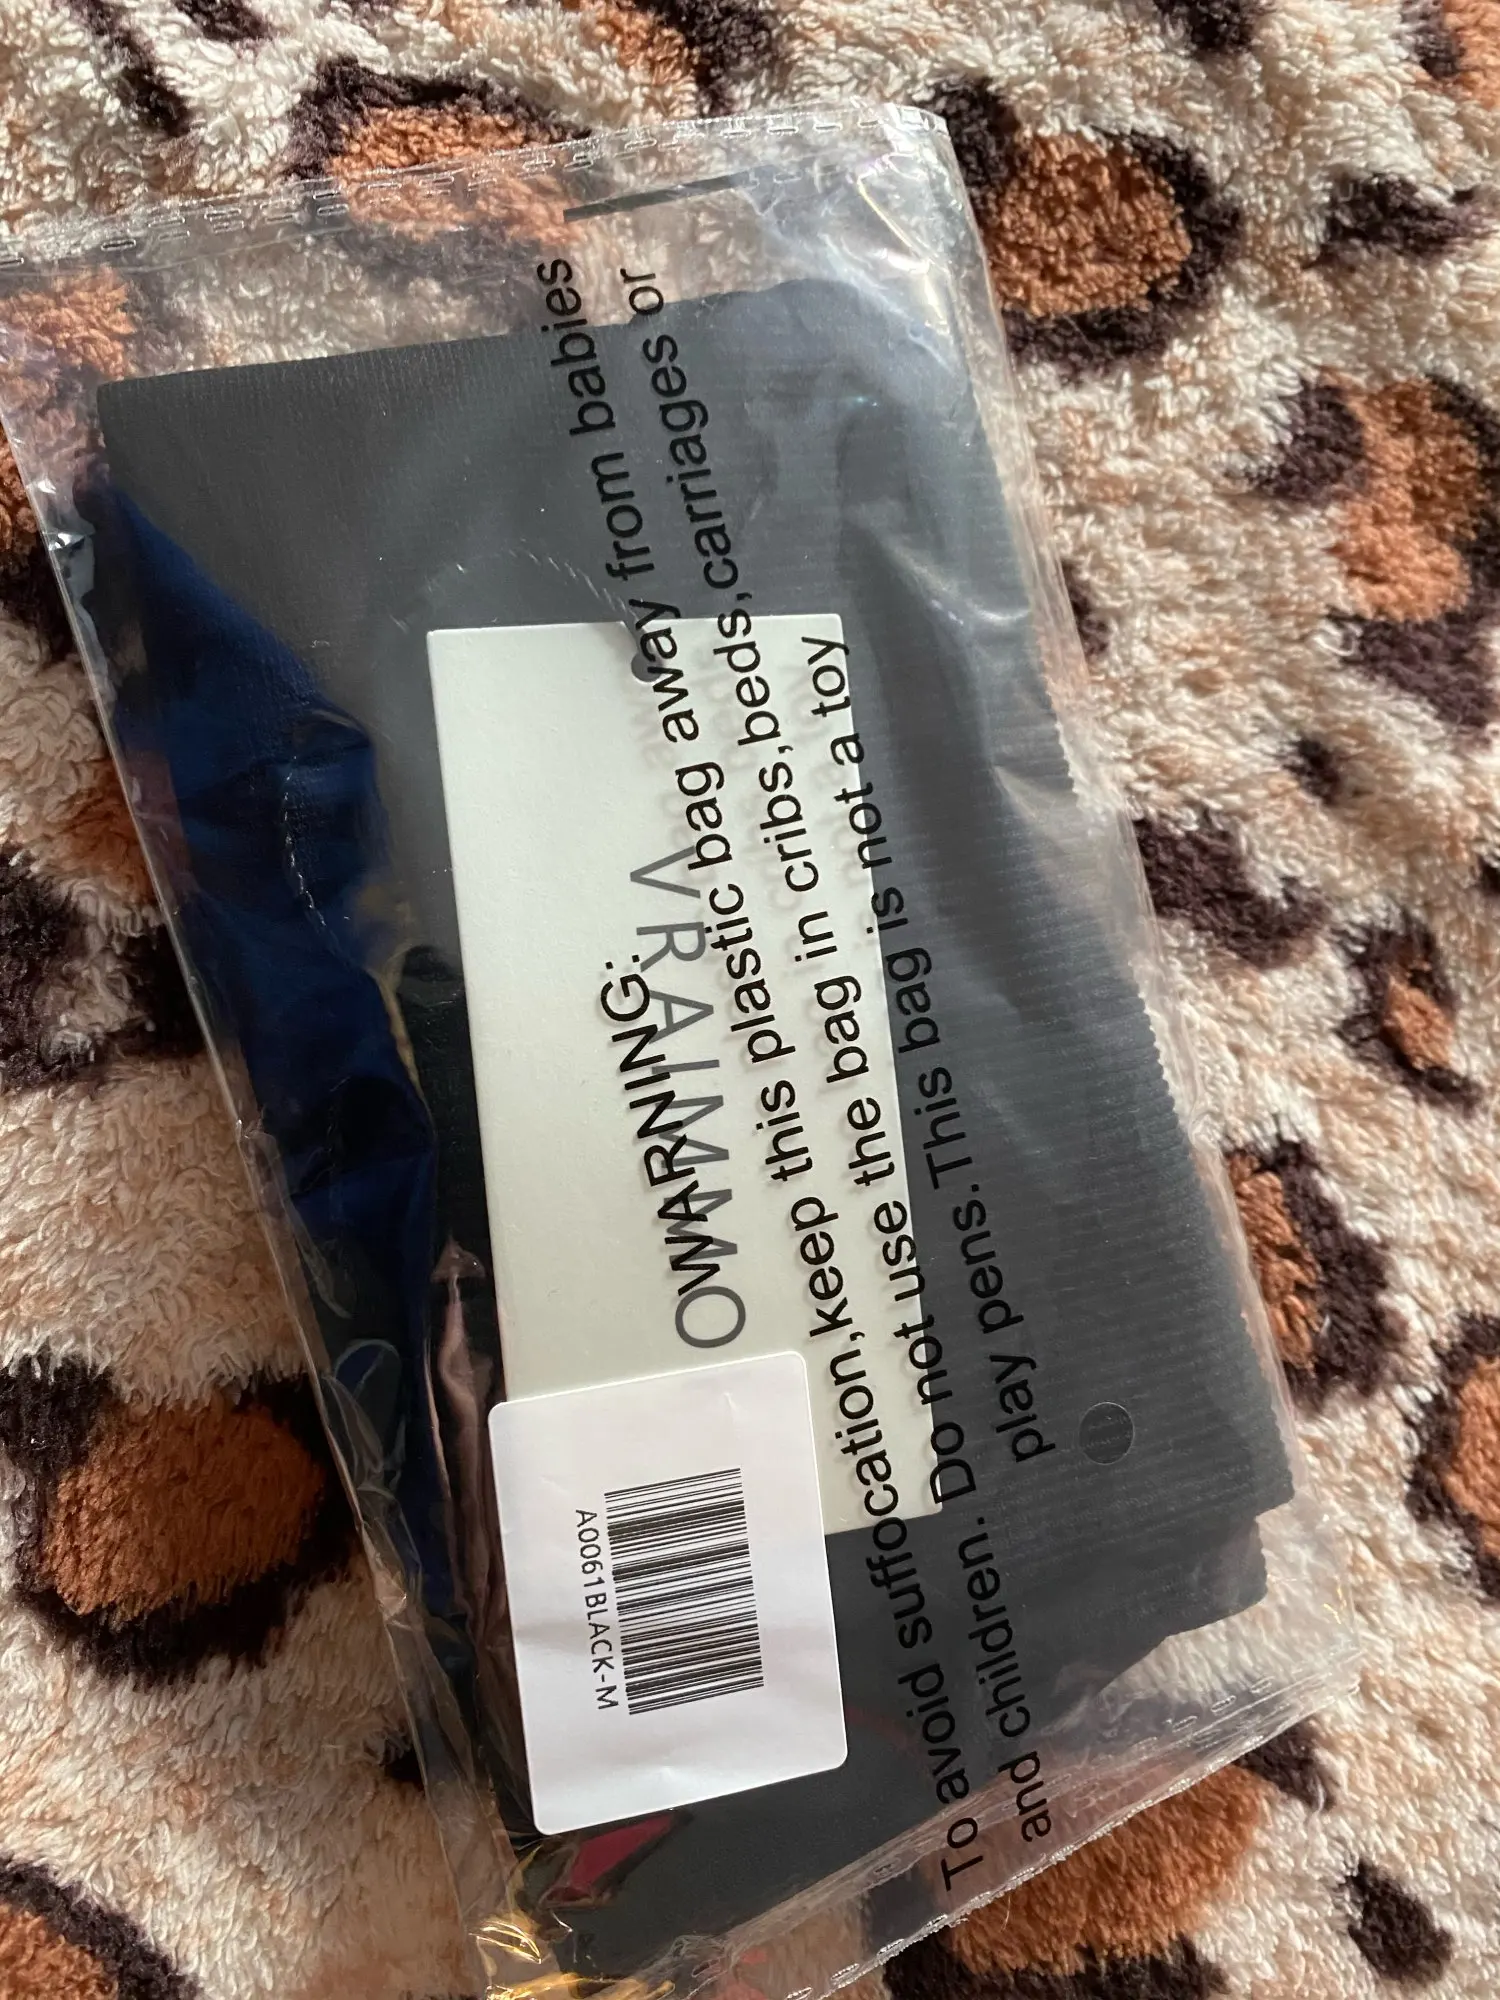 WARNING:
To avoid suffocation,keep this plastic bag away from babies
and children. Do not use the bag in cribs,beds,carriages or
play pens.This bag is not a toy
A0061BLACK-M